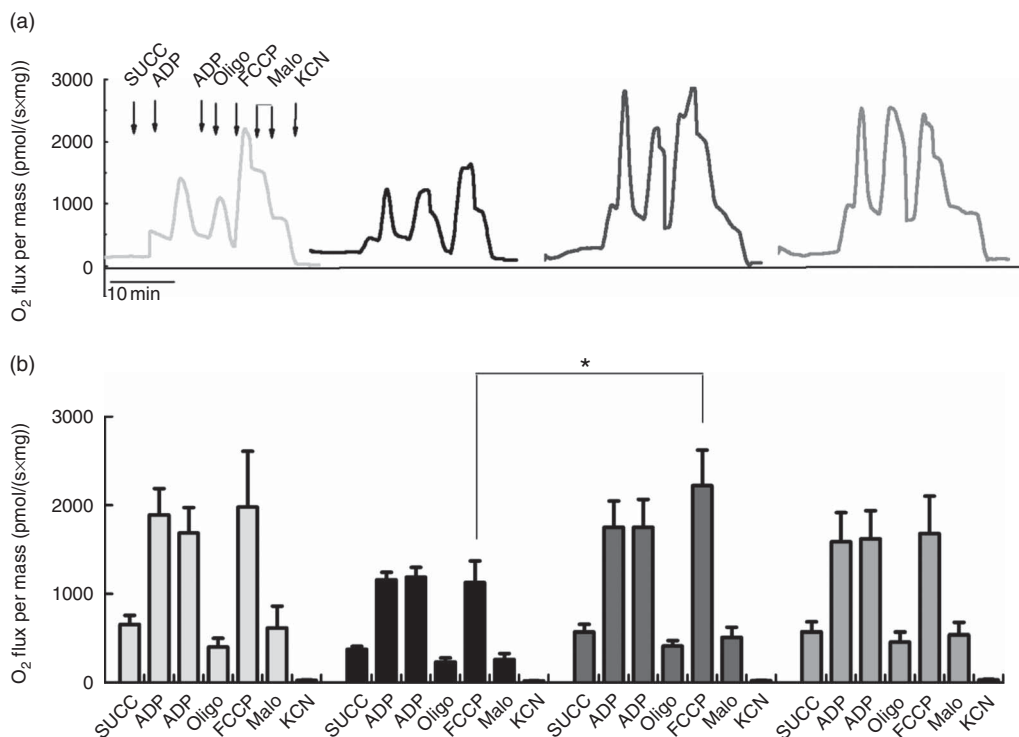 (a)
O₂ flux per mass (pmol/(s×mg))
SUCC ADP ADP Oligo FCCP Malo KCN
3000
2000
1000
0
10 min
(b)
*
O₂ flux per mass (pmol/(s×mg))
3000
2000
1000
0
SUCC ADP ADP Oligo FCCP Malo KCN SUCC ADP ADP Oligo FCCP Malo KCN SUCC ADP ADP Oligo FCCP Malo KCN SUCC ADP ADP Oligo FCCP Malo KCN